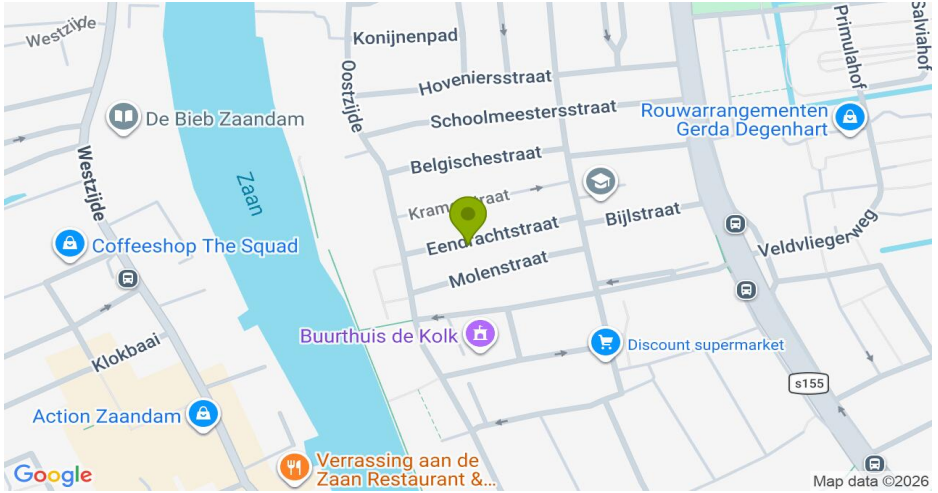 Westzijde
Konijnenpad
Primulahof
Salviahof
Oostzijde
Hoveniersstraat
De Bieb Zaandam
Schoolmeestersstraat
Rouwarrangementen
Gerda Degenhart
Westzijde
Belgischestraat
Zaan
Bijlstraat
Eendrachtstraat
Veldvliegerweg
Coffeeshop The Squad
Molenstraat
Buurthuis de Kolk
Discount supermarket
Klokbaai
s155
Action Zaandam
Verrassing aan de
Zaan Restaurant &...
Google
Map data ©2026